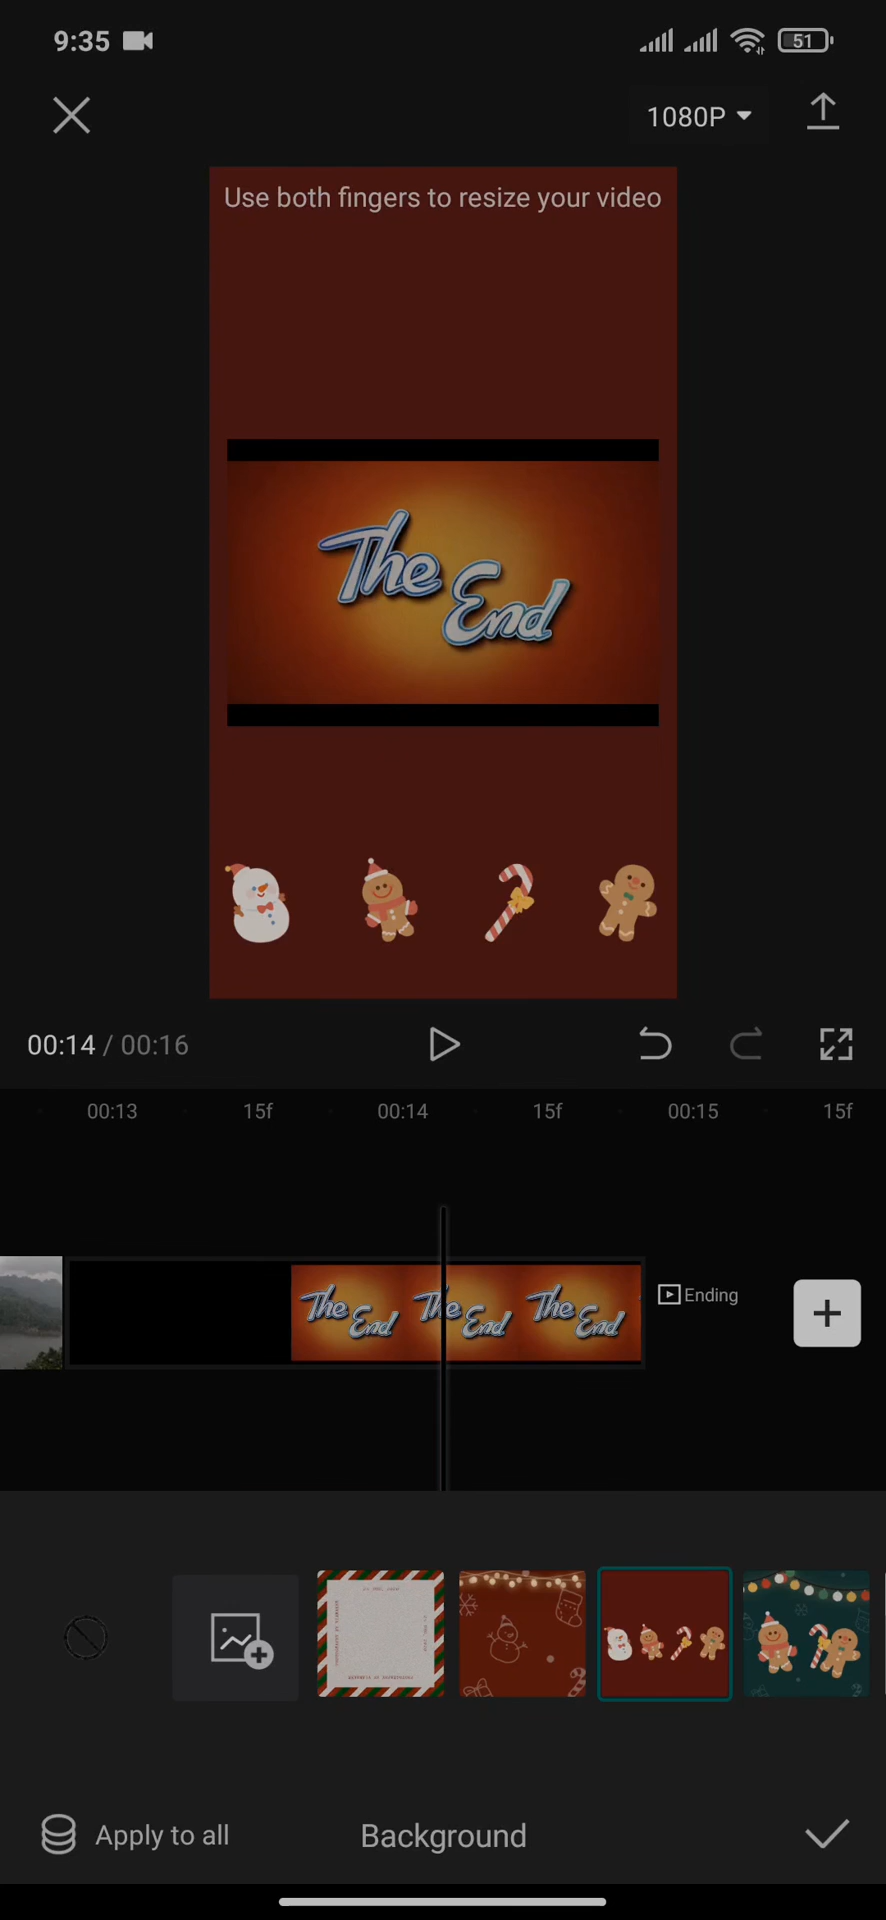 9:35
51
1080P
Use both fingers to resize your video
The
End
00:14 / 00:16
00:13 15f 00:14 15f 00:15 15f
The End The End The End
Ending
Apply to all
Background